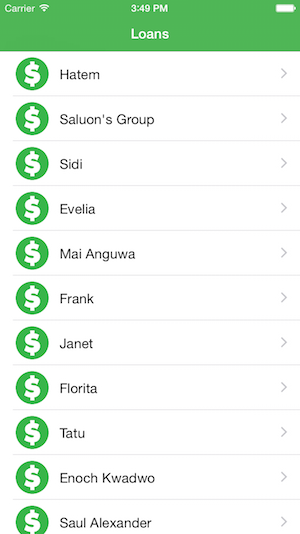 Carrier 3:49 PM
Loans
$ Hatem
$ Saluon's Group
$ Sidi
$ Evelia
$ Mai Anguwa
$ Frank
$ Janet
$ Florita
$ Tatu
$ Enoch Kwadwo
$ Saul Alexander